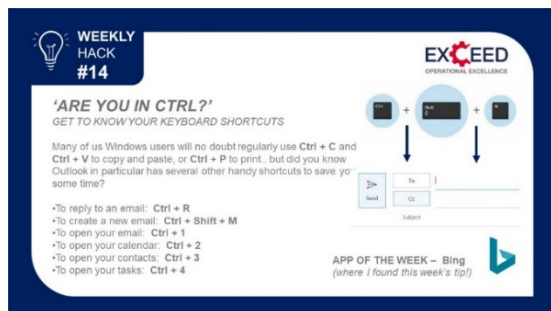 WEEKLY
HACK
#14
EXCEED
OPERATIONAL EXCELLENCE
'ARE YOU IN CTRL?'
GET TO KNOW YOUR KEYBOARD SHORTCUTS
Many of us Windows users will no doubt regularly use Ctrl + C and
Ctrl + V to copy and paste, or Ctrl + P to print.. but did you know
Outlook in particular has several other handy shortcuts to save you
some time?
•To reply to an email: Ctrl + R
•To create a new email: Ctrl + Shift + M
•To open your email: Ctrl + 1
•To open your calendar: Ctrl + 2
•To open your contacts: Ctrl + 3
•To open your tasks: Ctrl + 4
Ctrl + Shift + M
To
Send
Cc
Subject
APP OF THE WEEK – Bing
(where I found this week's tip!)